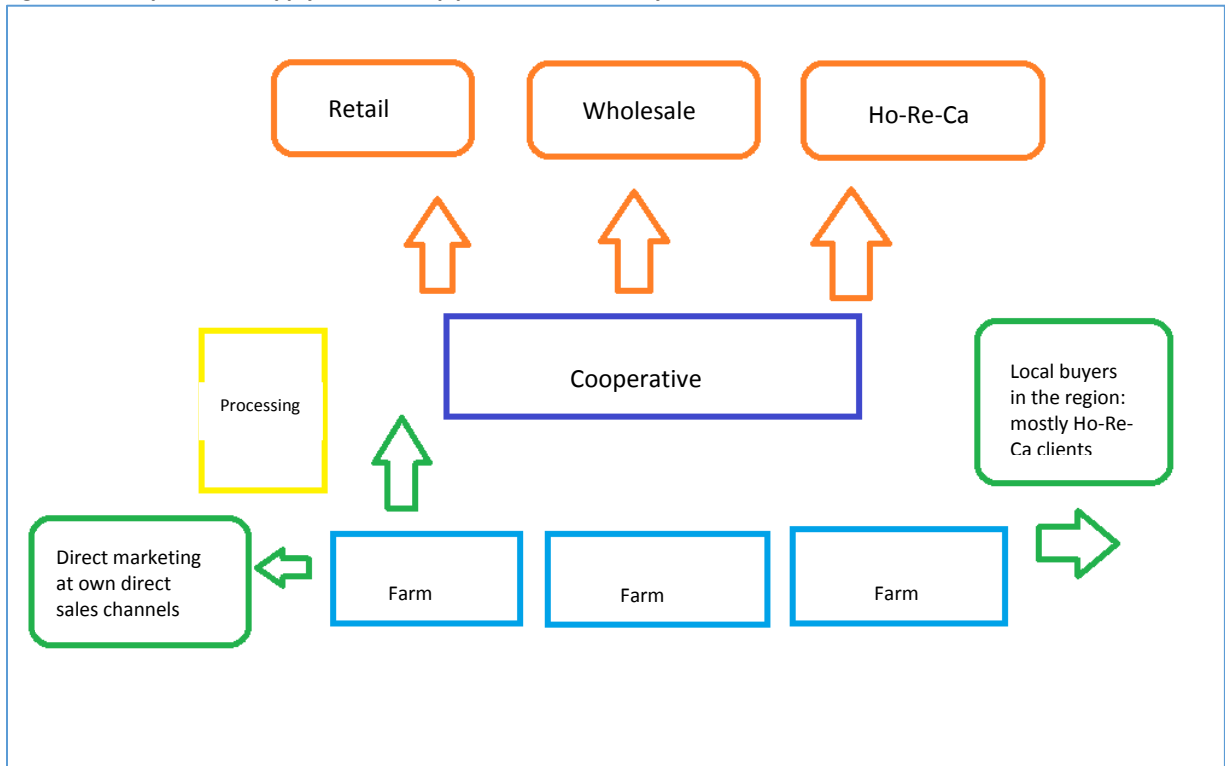 Retail
Wholesale
Ho-Re-Ca
Cooperative
Processing
Local buyers
in the region:
mostly Ho-Re-
Ca clients
Direct marketing
at own direct
sales channels
Farm
Farm
Farm